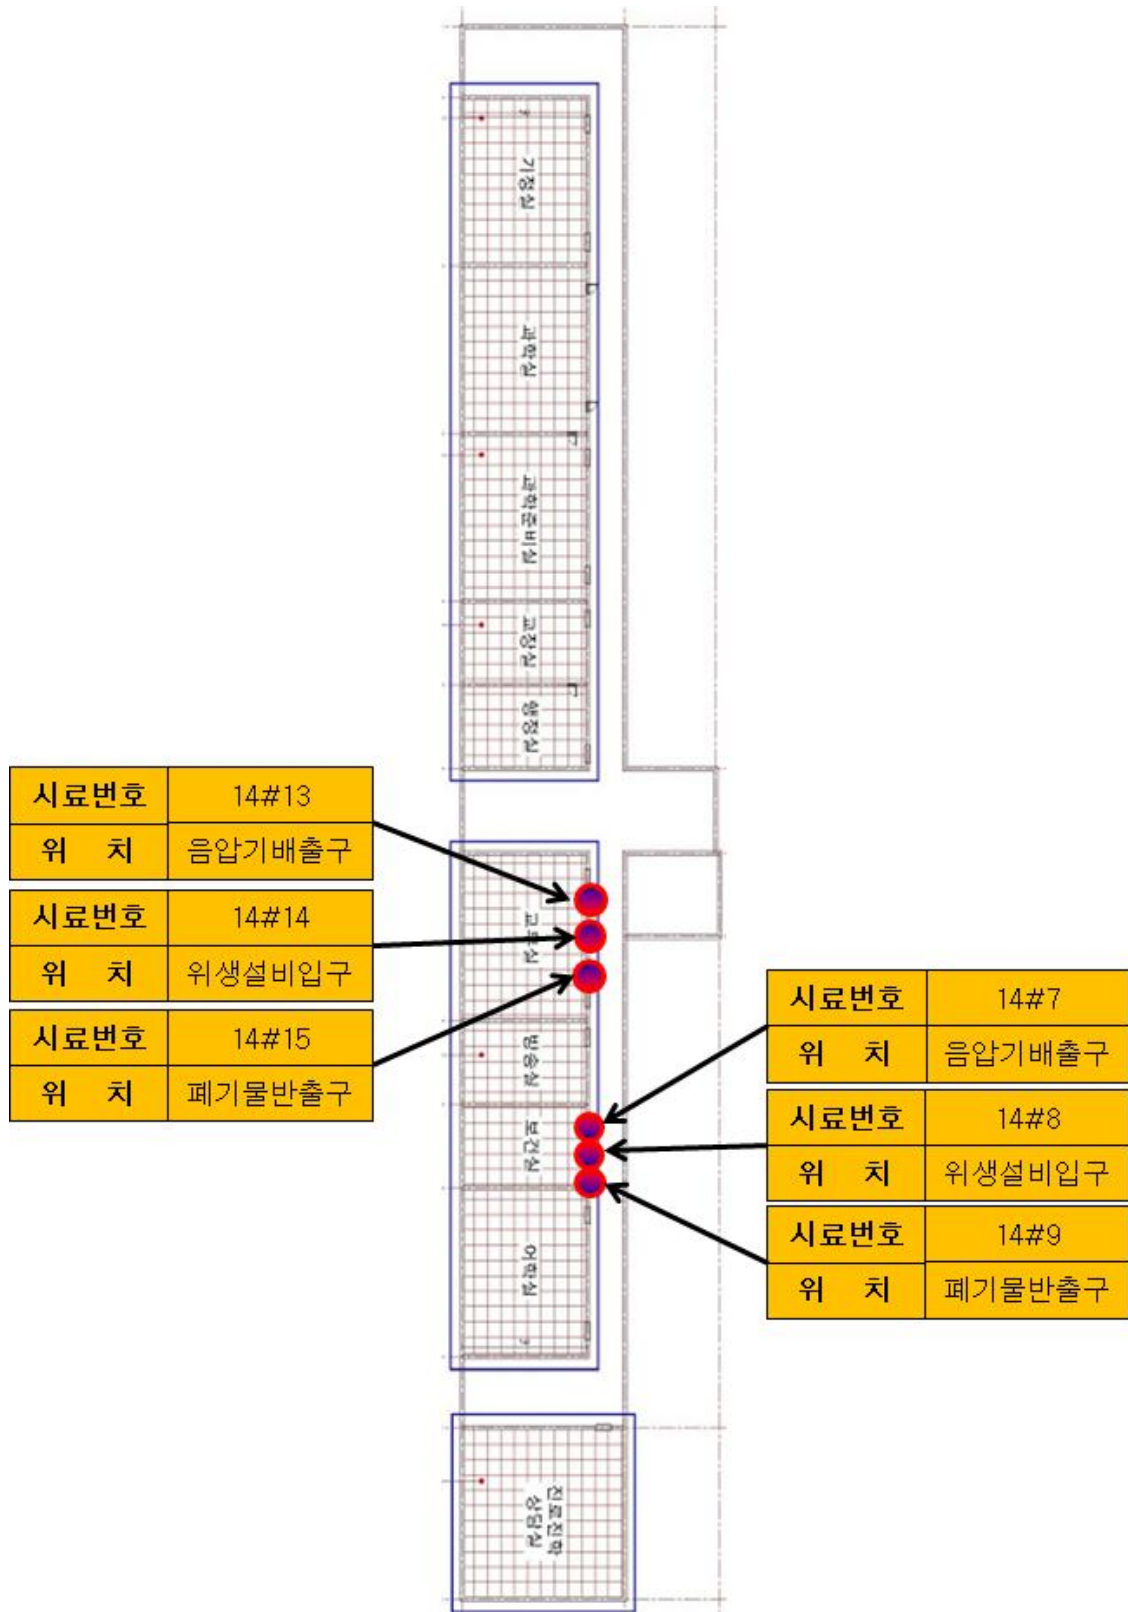 기정실
과학실
과학준비실
교장실
행정실
시료번호 14#13
위 치 음압기배출구
시료번호 14#14
위 치 위생설비입구
시료번호 14#15
위 치 폐기물반출구
교무실
방송실
보건실
어학실
시료번호 14#7
위 치 음압기배출구
시료번호 14#8
위 치 위생설비입구
시료번호 14#9
위 치 폐기물반출구
진로진학
상담실